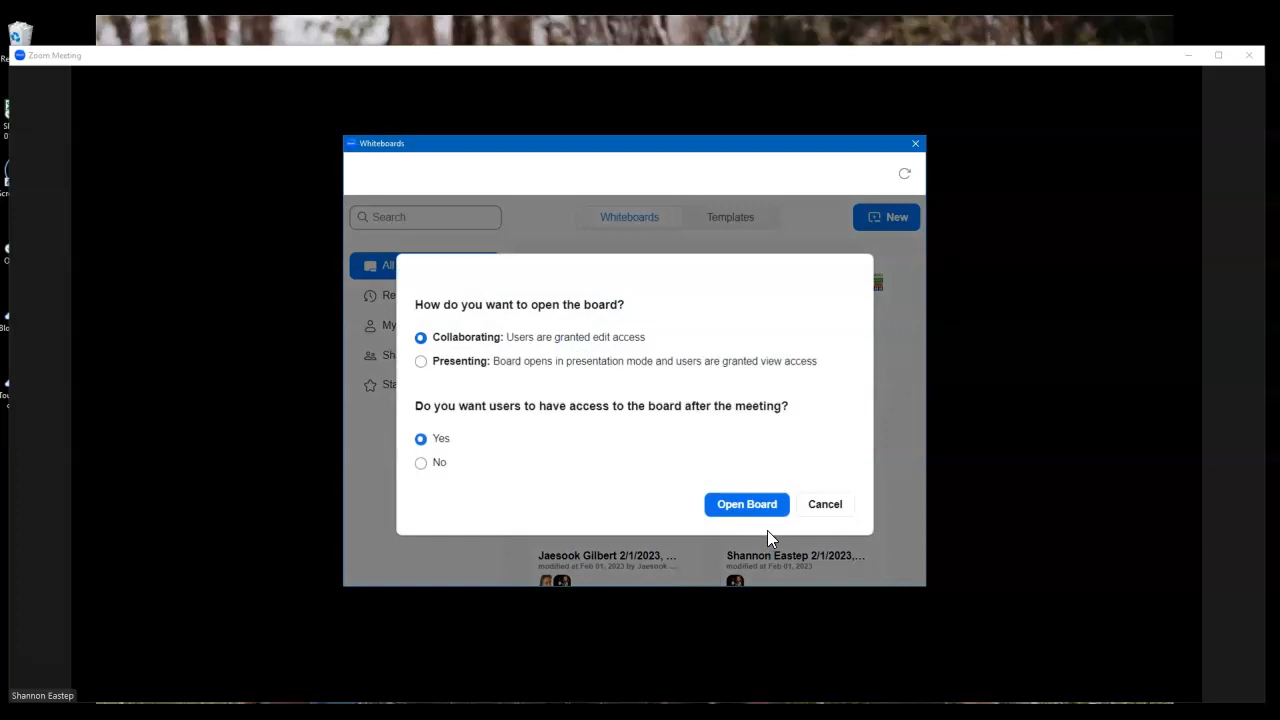 Zoom Meeting
Whiteboards
Search
Whiteboards
Templates
New
All
How do you want to open the board?
Collaborating: Users are granted edit access
Presenting: Board opens in presentation mode and users are granted view access
Do you want users to have access to the board after the meeting?
Yes
No
Open Board
Cancel
Jaesook Gilbert 2/1/2023, ...
modified at Feb 01, 2023 by Jaesook ...
Shannon Eastep 2/1/2023,...
modified at Feb 01, 2023
Shannon Eastep